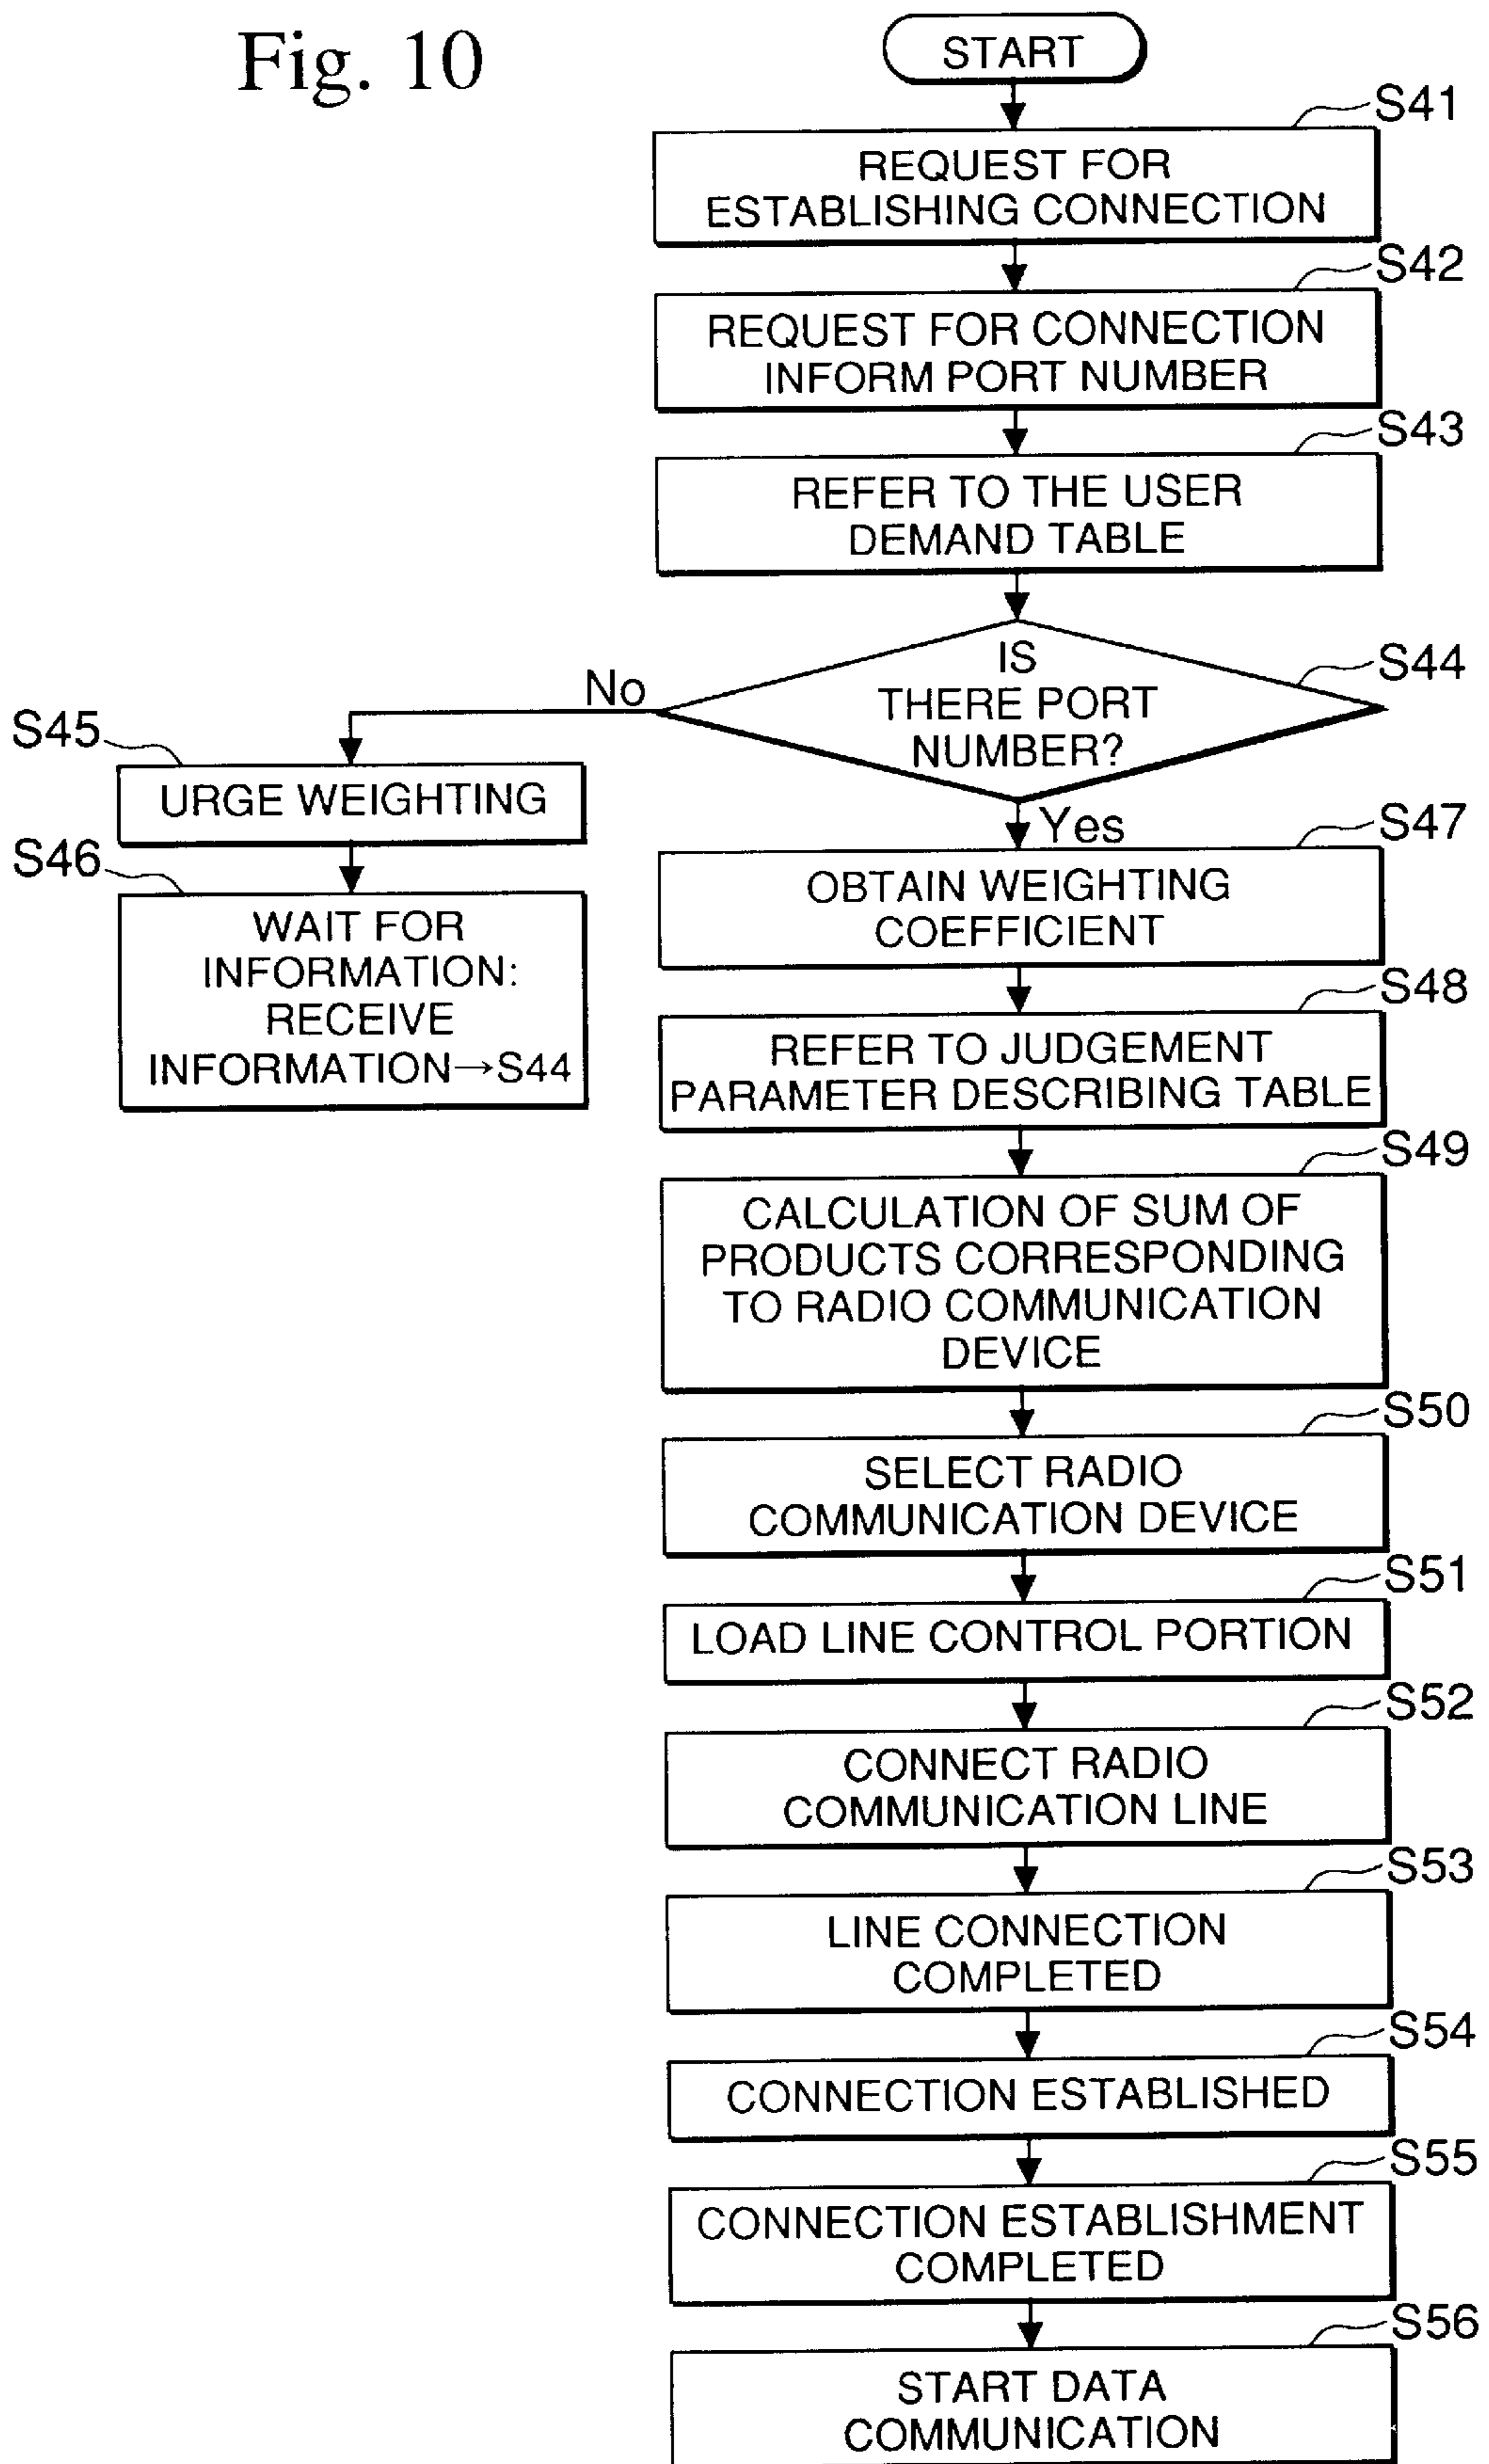 Fig. 10
START
S41
REQUEST FOR
ESTABLISHING CONNECTION
S42
REQUEST FOR CONNECTION
INFORM PORT NUMBER
S43
REFER TO THE USER
DEMAND TABLE
S44
IS
THERE PORT
NUMBER?
No
S45
URGE WEIGHTING
S46
WAIT FOR
INFORMATION:
RECEIVE
INFORMATION→S44
Yes
S47
OBTAIN WEIGHTING
COEFFICIENT
S48
REFER TO JUDGEMENT
PARAMETER DESCRIBING TABLE
S49
CALCULATION OF SUM OF
PRODUCTS CORRESPONDING
TO RADIO COMMUNICATION
DEVICE
S50
SELECT RADIO
COMMUNICATION DEVICE
S51
LOAD LINE CONTROL PORTION
S52
CONNECT RADIO
COMMUNICATION LINE
S53
LINE CONNECTION
COMPLETED
S54
CONNECTION ESTABLISHED
S55
CONNECTION ESTABLISHMENT
COMPLETED
S56
START DATA
COMMUNICATION